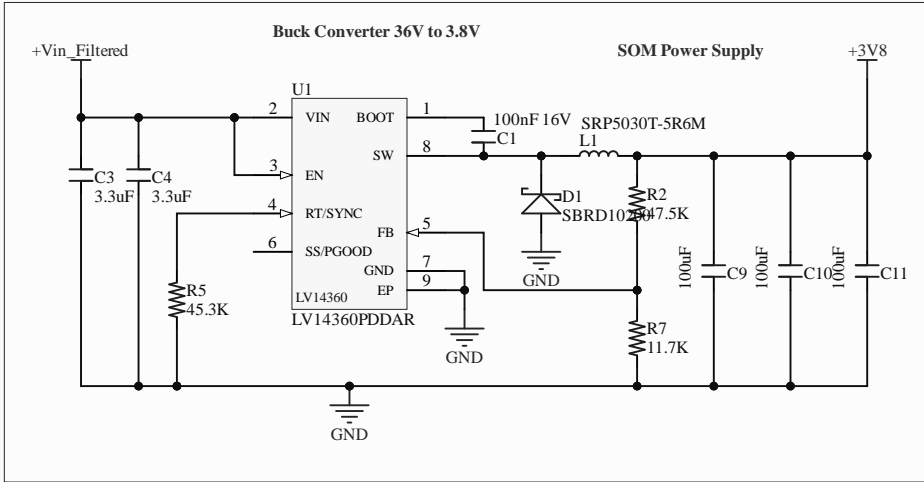 Buck Converter 36V to 3.8V
SOM Power Supply
+Vin_Filtered
+3V8
U1
2
VIN
BOOT
1
100nF 16V
C1
SRP5030T-5R6M
L1
SW
8
3
EN
C3
3.3uF
C4
3.3uF
4
RT/SYNC
D1
R2
47.5K
FB
5
6
SS/PGOOD
GND
7
EP
9
GND
100uF
C9
100uF
C10
100uF
C11
R5
45.3K
LV14360
LV14360PDDAR
GND
R7
11.7K
GND